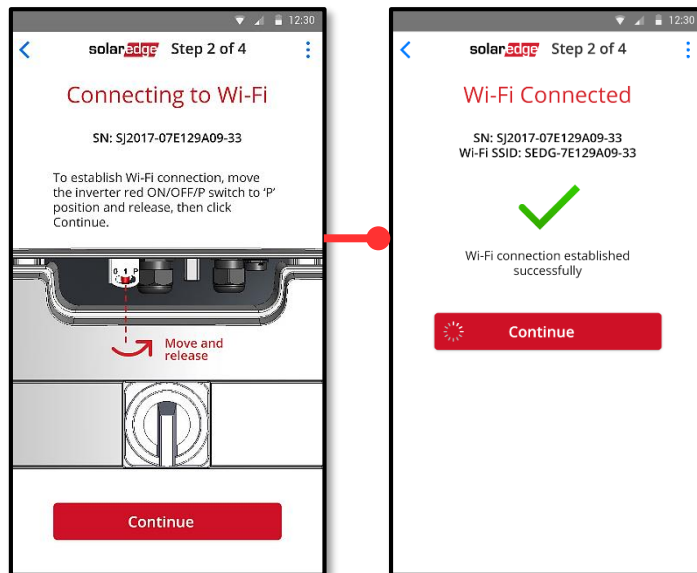 12:30
solaredge Step 2 of 4
Connecting to Wi-Fi
SN: SJ2017-07E129A09-33
To establish Wi-Fi connection, move
the inverter red ON/OFF/P switch to ‘P’
position and release, then click
Continue.
0 1 P
Move and
release
Continue
12:30
solaredge Step 2 of 4
Wi-Fi Connected
SN: SJ2017-07E129A09-33
Wi-Fi SSID: SEDG-7E129A09-33
Wi-Fi connection established
successfully
Continue